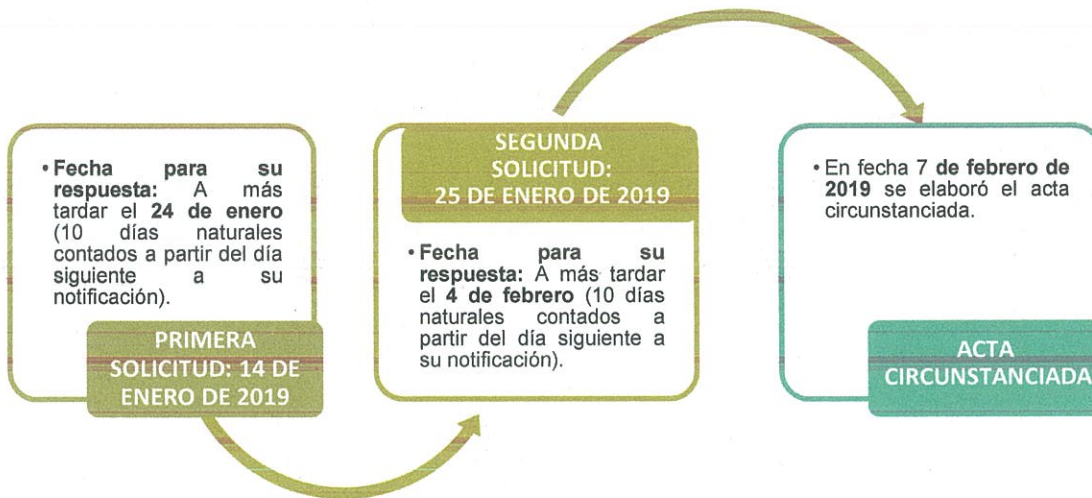 • Fecha para su
respuesta: A más
tardar el 24 de enero
(10 días naturales
contados a partir del día
siguiente a su
notificación).
PRIMERA
SOLICITUD: 14 DE
ENERO DE 2019
SEGUNDA
SOLICITUD:
25 DE ENERO DE 2019
• Fecha para su
respuesta: A más tardar
el 4 de febrero (10 días
naturales contados a
partir del día siguiente a
su notificación).
• En fecha 7 de febrero de
2019 se elaboró el acta
circunstanciada.
ACTA
CIRCUNSTANCIADA